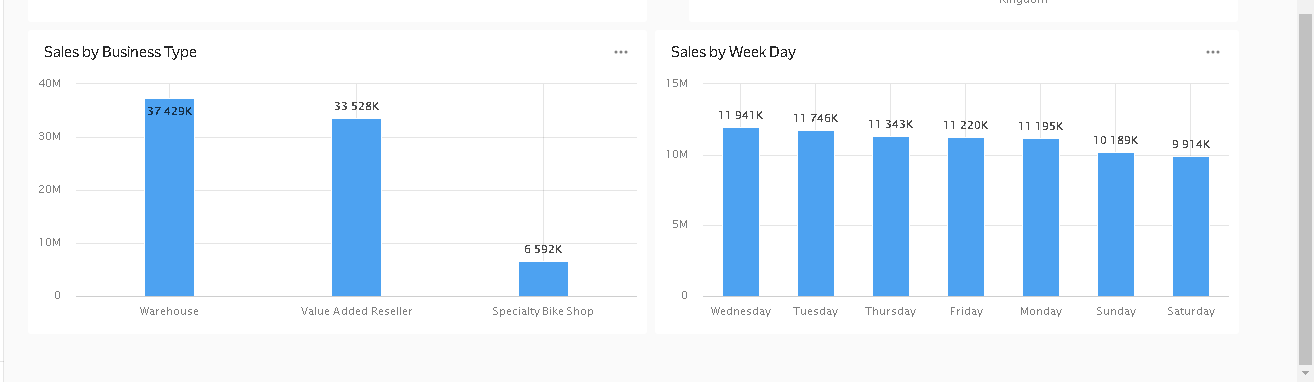 Kingdom
Sales by Business Type
40M
30M
20M
10M
0
37 429K
33 528K
6 592K
Warehouse
Value Added Reseller
Specialty Bike Shop
Sales by Week Day
15M
10M
5M
0
11 941K
11 746K
11 343K
11 220K
11 195K
10 189K
9 914K
Wednesday
Tuesday
Thursday
Friday
Monday
Sunday
Saturday